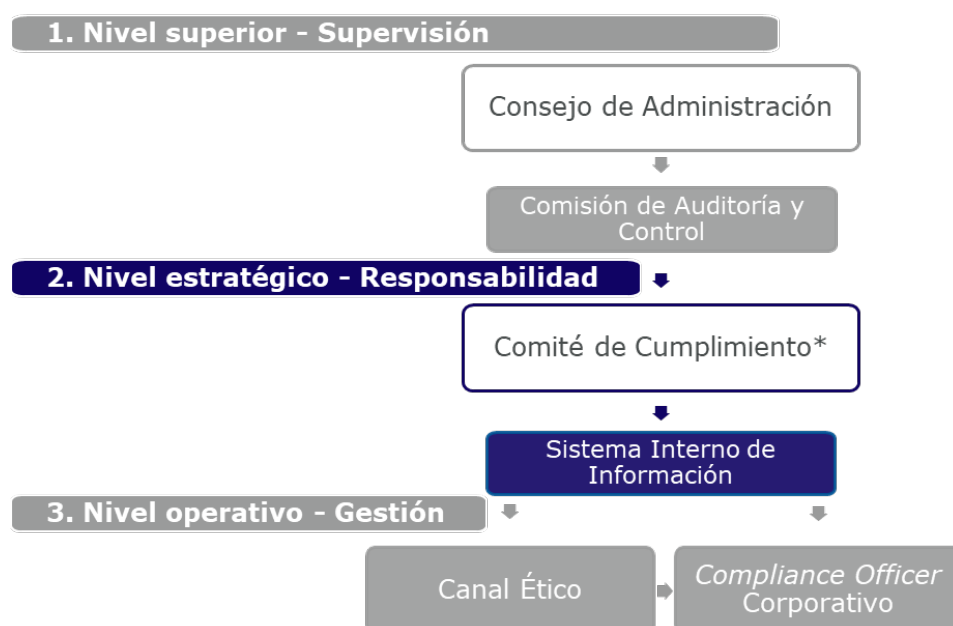 1. Nivel superior - Supervisión
Consejo de Administración
Comisión de Auditoría y
Control
2. Nivel estratégico - Responsabilidad
Comité de Cumplimiento*
Sistema Interno de
Información
3. Nivel operativo - Gestión
Canal Ético
Compliance Officer
Corporativo